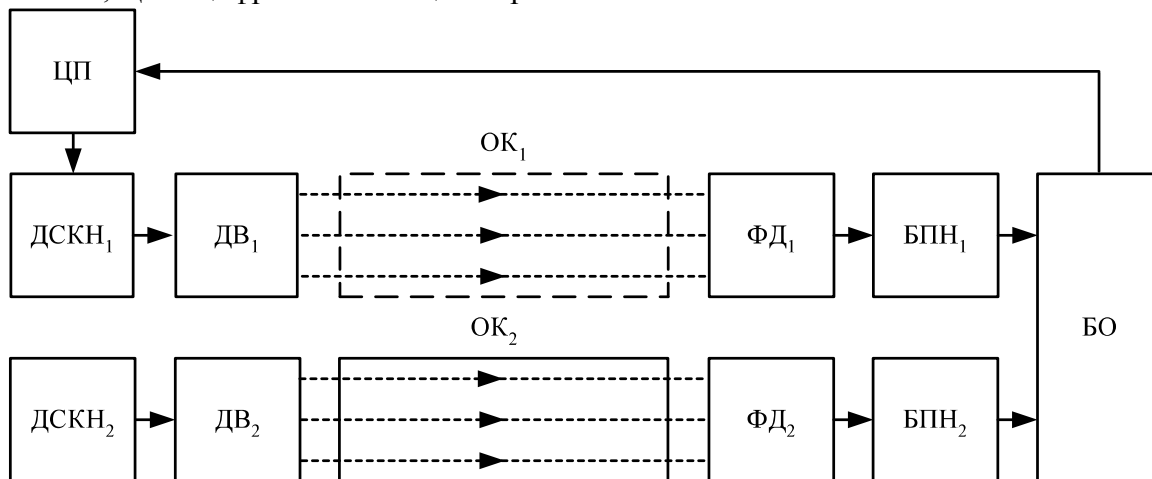 ЦП
ОК₁
ДСКН₁ ДВ₁ ФД₁ БПН₁
БО
ОК₂
ДСКН₂ ДВ₂ ФД₂ БПН₂